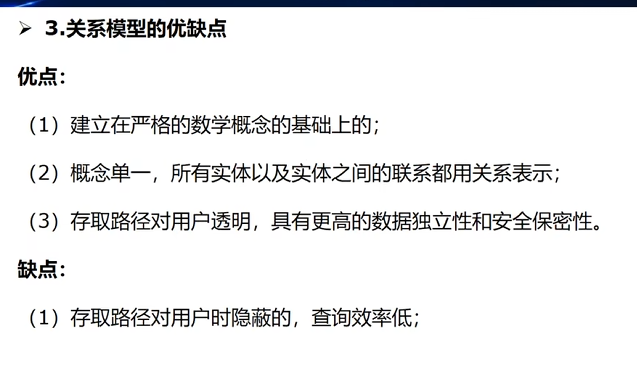 ➢ 3.关系模型的优缺点
优点：
（1）建立在严格的数学概念的基础上的；
（2）概念单一，所有实体以及实体之间的联系都用关系表示；
（3）存取路径对用户透明，具有更高的数据独立性和安全保密性。
缺点：
（1）存取路径对用户时隐蔽的，查询效率低；